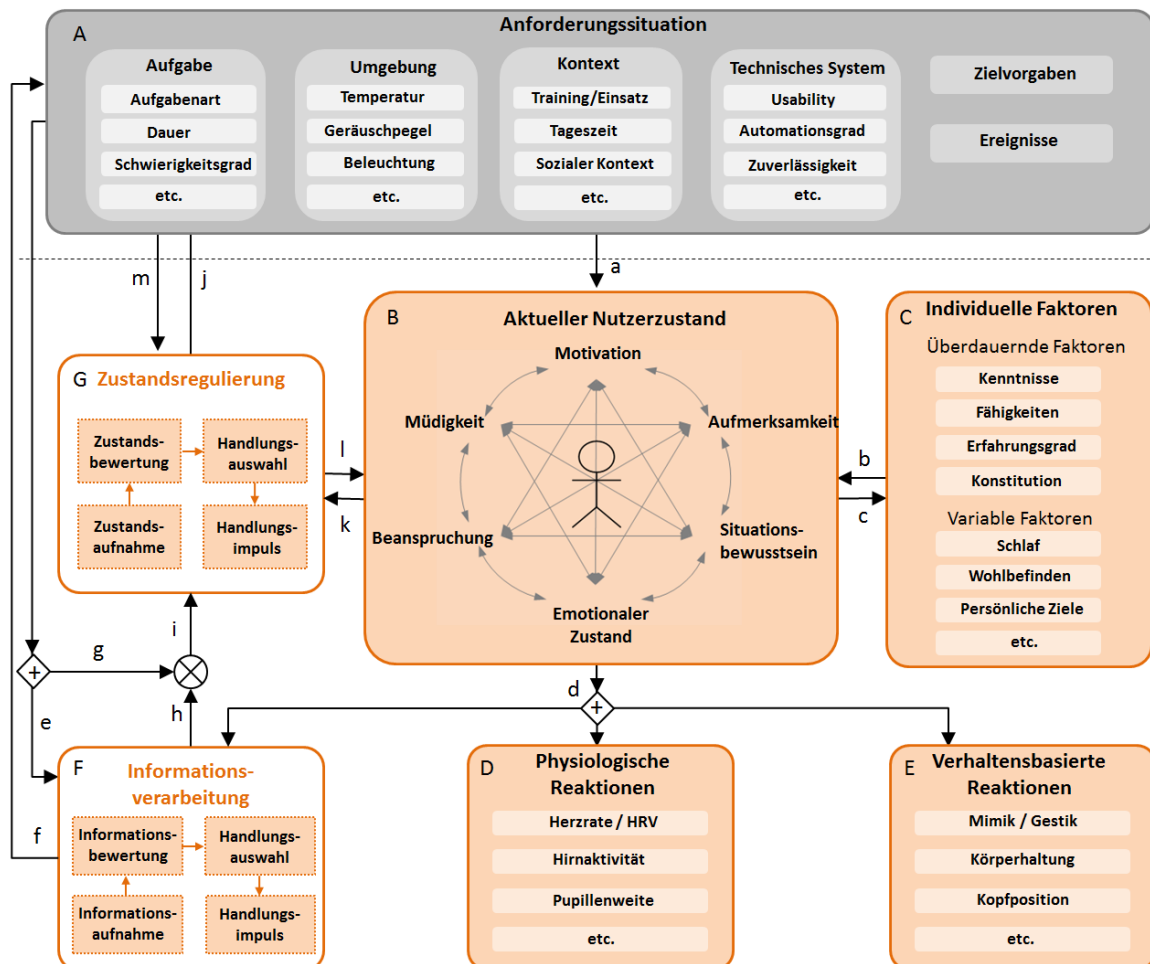 A
Anforderungssituation
Aufgabe
Aufgabenart
Dauer
Schwierigkeitsgrad
etc.
Umgebung
Temperatur
Geräuschpegel
Beleuchtung
etc.
Kontext
Training/Einsatz
Tageszeit
Sozialer Kontext
etc.
Technisches System
Usability
Automationsgrad
Zuverlässigkeit
etc.
Zielvorgaben
Ereignisse
m
j
a
G
Zustandsregulierung
Zustands-
bewertung
Handlungs-
auswahl
Zustands-
aufnahme
Handlungs-
impuls
l
k
B
Aktueller Nutzerzustand
Motivation
Müdigkeit
Aufmerksamkeit
Beanspruchung
Situations-
bewusstsein
Emotionaler
Zustand
b
c
C
Individuelle Faktoren
Überdauernde Faktoren
Kenntnisse
Fähigkeiten
Erfahrungsgrad
Konstitution
Variable Faktoren
Schlaf
Wohlbefinden
Persönliche Ziele
etc.
i
g
e
h
d
f
F
Informations-
verarbeitung
Informations-
bewertung
Handlungs-
auswahl
Informations-
aufnahme
Handlungs-
impuls
D
Physiologische
Reaktionen
Herzrate / HRV
Hirnaktivität
Pupillenweite
etc.
E
Verhaltensbasierte
Reaktionen
Mimik / Gestik
Körperhaltung
Kopfposition
etc.